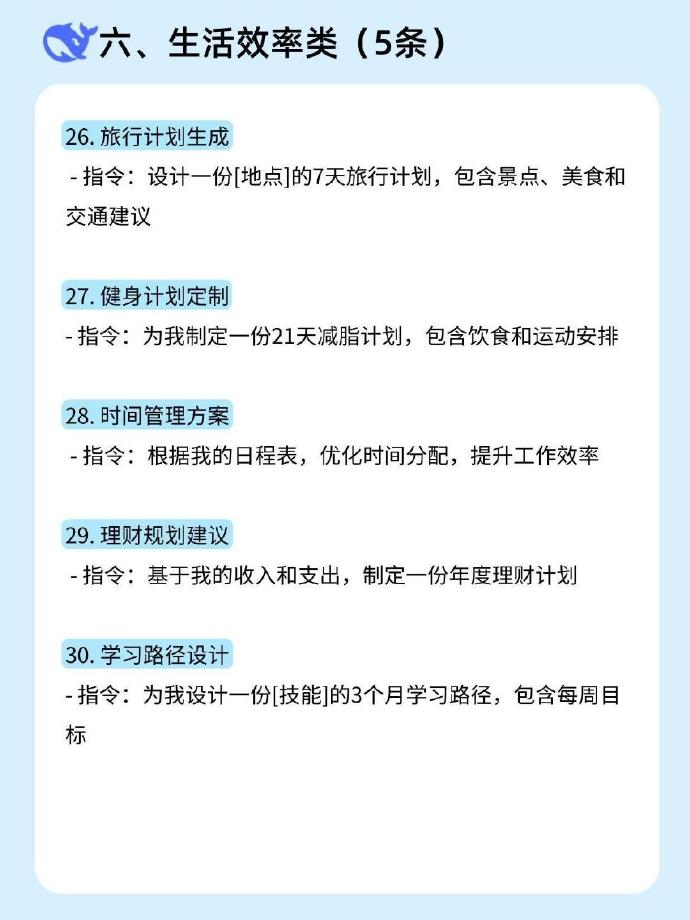 六、生活效率类（5条）
26. 旅行计划生成
- 指令：设计一份[地点]的7天旅行计划，包含景点、美食和
交通建议
27. 健身计划定制
- 指令：为我制定一份21天减脂计划，包含饮食和运动安排
28. 时间管理方案
- 指令：根据我的日程表，优化时间分配，提升工作效率
29. 理财规划建议
- 指令：基于我的收入和支出，制定一份年度理财计划
30. 学习路径设计
- 指令：为我设计一份[技能]的3个月学习路径，包含每周目
标